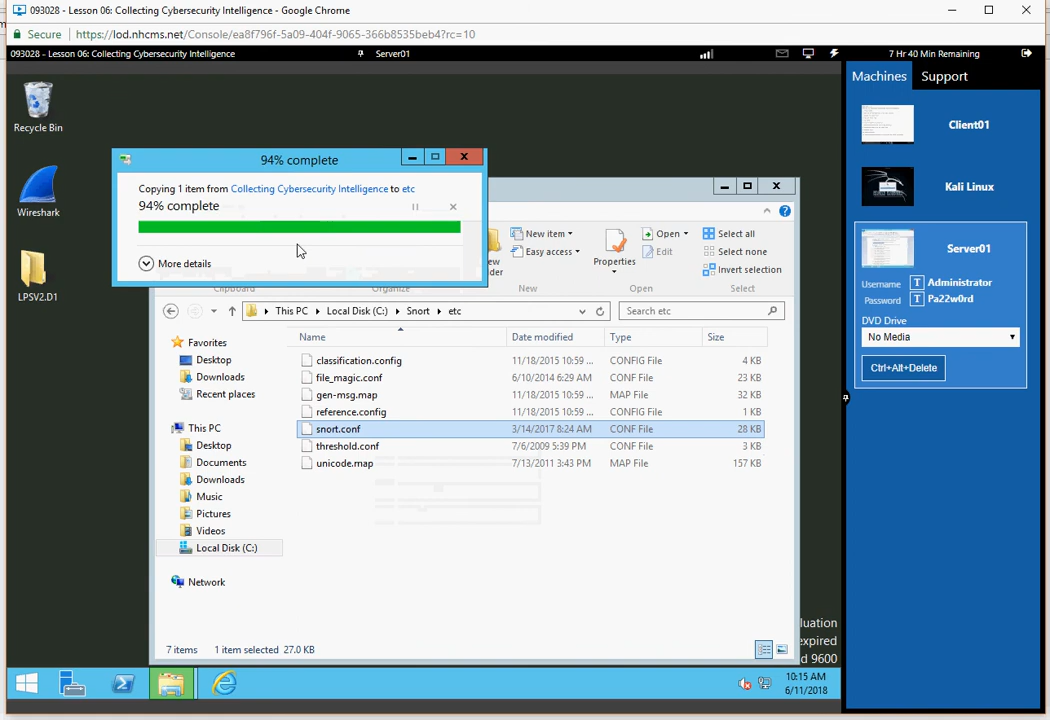 093028 - Lesson 06: Collecting Cybersecurity Intelligence - Google Chrome
Secure https://lod.nhcms.net/Console/ea8f796f-5a09-404f-9065-366b8535beb4?rc=10
093028 - Lesson 06: Collecting Cybersecurity Intelligence Server01 7 Hr 40 Min Remaining
Machines Support
Recycle Bin
Wireshark
LPSV2.D1
94% complete
Copying 1 item from Collecting Cybersecurity Intelligence to etc
94% complete
More details
New item
Easy access
Properties
Open
Edit
Select all
Select none
Invert selection
Clipboard Organize New Open Select
This PC Local Disk (C:) Snort etc
Search etc
Name Date modified Type Size
Favorites
Desktop
Downloads
Recent places
This PC
Desktop
Documents
Downloads
Music
Pictures
Videos
Local Disk (C:)
Network
classification.config 11/18/2015 10:59 ... CONFIG File 4 KB
file_magic.conf 6/10/2014 6:29 AM CONF File 23 KB
gen-msg.map 11/18/2015 10:59 ... MAP File 32 KB
reference.config 11/18/2015 10:59 ... CONFIG File 1 KB
snort.conf 3/14/2017 8:24 AM CONF File 28 KB
threshold.conf 7/6/2009 5:39 PM CONF File 3 KB
unicode.map 7/13/2011 3:43 PM MAP File 157 KB
7 items 1 item selected 27.0 KB
10:15 AM
6/11/2018
Client01
Kali Linux
Server01
Username T Administrator
Password T Pa22w0rd
DVD Drive
No Media
Ctrl+Alt+Delete